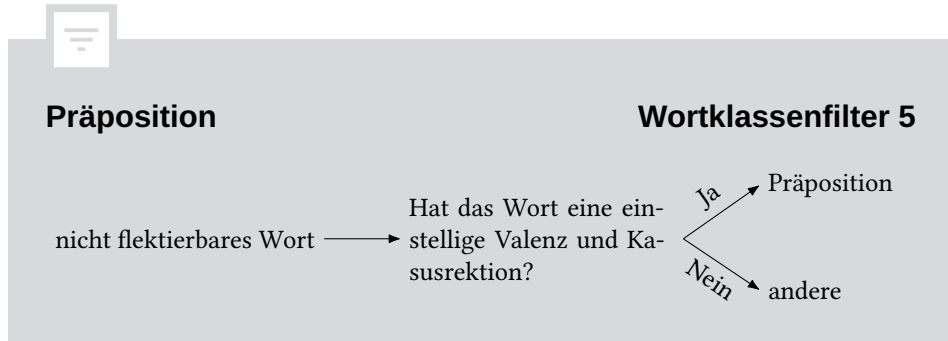 Präposition
Wortklassenfilter 5
nicht flektierbares Wort
Hat das Wort eine ein-
stellige Valenz und Ka-
susrektion?
Ja
Präposition
Nein
andere